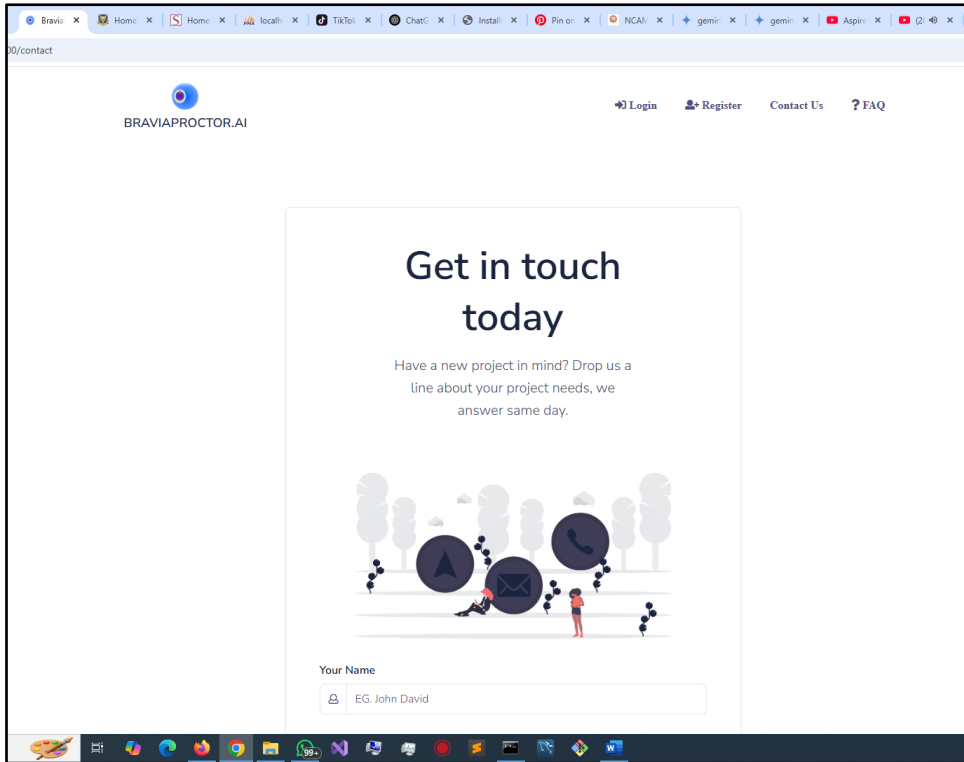 Bravia
Home
Home
localh
TikTok
ChatG
Install
Pin on
NCAM
gemin
gemin
Aspire
(2)
00/contact
BRAVIAPROCTOR.AI
Login
Register
Contact Us
? FAQ
Get in touch
today
Have a new project in mind? Drop us a
line about your project needs, we
answer same day.
Your Name
EG. John David
99+